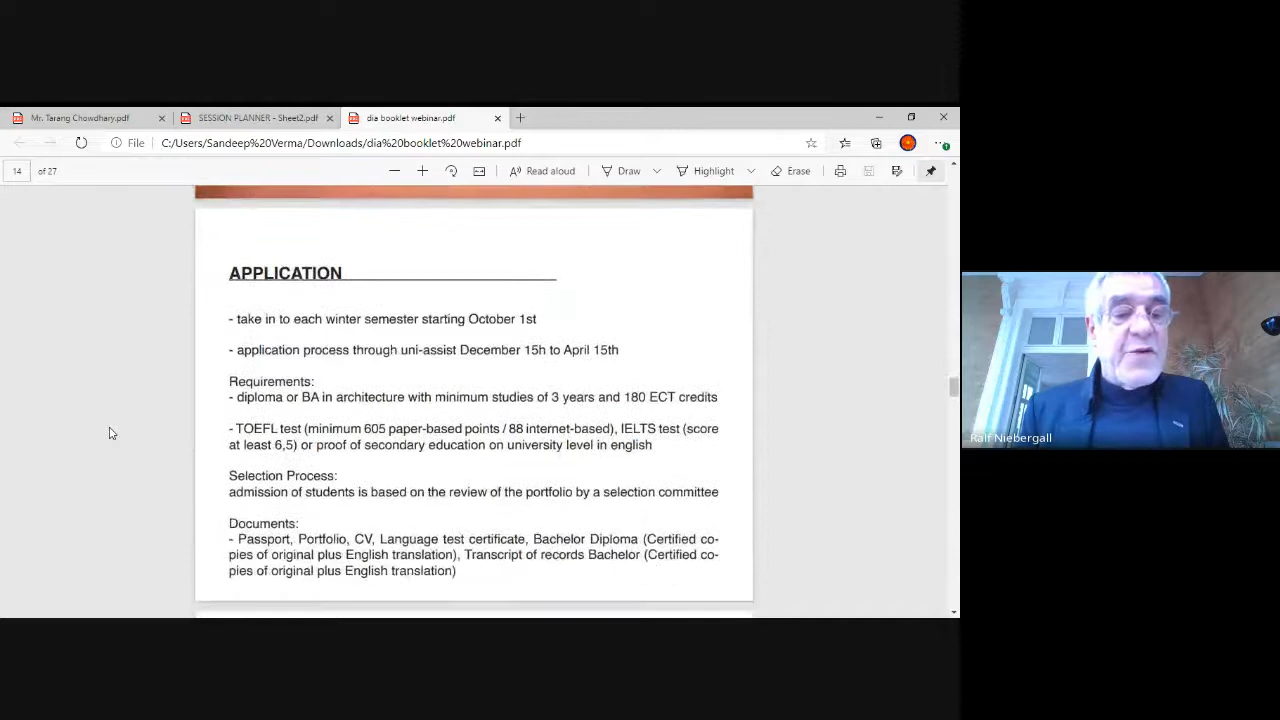 Mr. Tarang Chowdhary.pdf
SESSION PLANNER - Sheet2.pdf
dia booklet webinar.pdf
File
C:/Users/Sandeep%20Verma/Downloads/dia%20booklet%20webinar.pdf
14 of 27
Read aloud
Draw
Highlight
Erase
APPLICATION
- take in to each winter semester starting October 1st
- application process through uni-assist December 15h to April 15th
Requirements:
- diploma or BA in architecture with minimum studies of 3 years and 180 ECT credits
- TOEFL test (minimum 605 paper-based points / 88 internet-based), IELTS test (score
at least 6,5) or proof of secondary education on university level in english
Selection Process:
admission of students is based on the review of the portfolio by a selection committee
Documents:
- Passport, Portfolio, CV, Language test certificate, Bachelor Diploma (Certified co-
pies of original plus English translation), Transcript of records Bachelor (Certified co-
pies of original plus English translation)
Ralf Niebergall